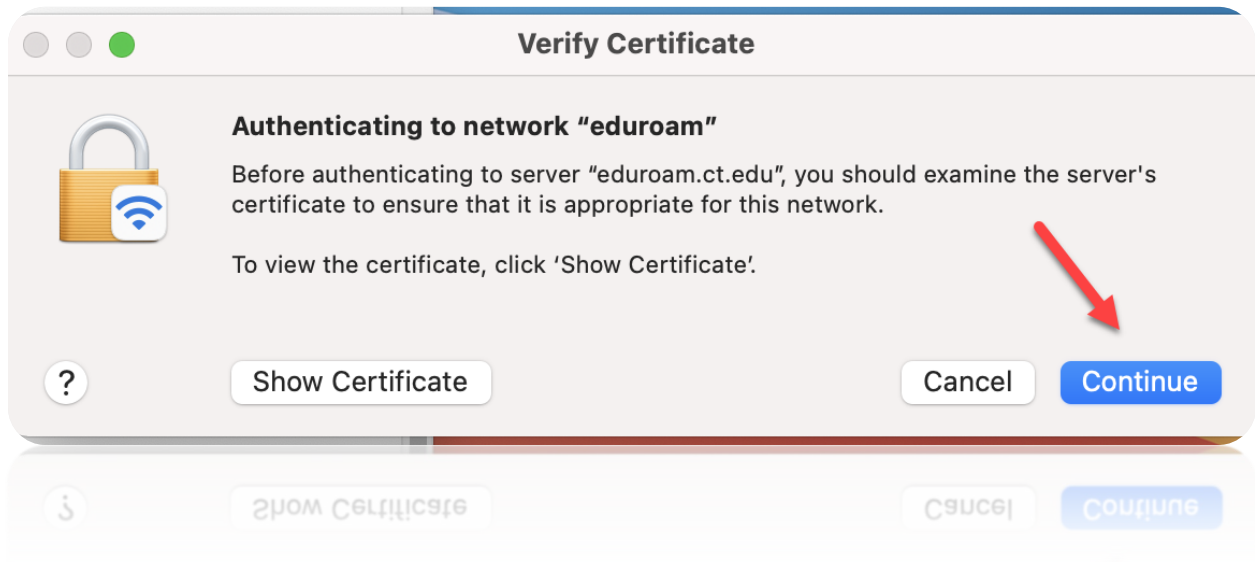 Verify Certificate
Authenticating to network “eduroam”
Before authenticating to server “eduroam.ct.edu”, you should examine the server's
certificate to ensure that it is appropriate for this network.
To view the certificate, click ‘Show Certificate’.
?
Show Certificate
Cancel
Continue